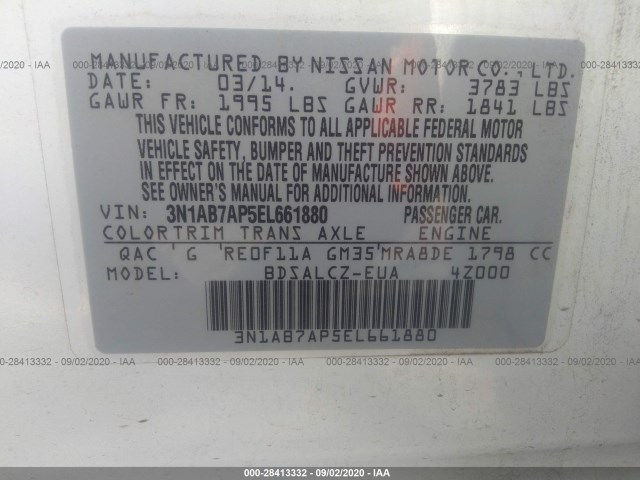 MANUFACTURED BY NISSAN MOTOR CO., LTD.
DATE: 03/14. GVWR: 3783 LBS
GAWR FR: 1995 LBS GAWR RR: 1841 LBS
THIS VEHICLE CONFORMS TO ALL APPLICABLE FEDERAL MOTOR
VEHICLE SAFETY, BUMPER AND THEFT PREVENTION STANDARDS
IN EFFECT ON THE DATE OF MANUFACTURE SHOWN ABOVE.
SEE OWNER'S MANUAL FOR ADDITIONAL INFORMATION.
VIN: 3N1AB7AP5EL661880 PASSENGER CAR.
COLOR TRIM TRANS AXLE ENGINE
QAC G RE0F11A GM35 MRA8DE 1798 CC
MODEL: BDSALCZ-EUA 4Z000
3N1AB7AP5EL661880
000-28413332 - 09/02/2020 - IAA